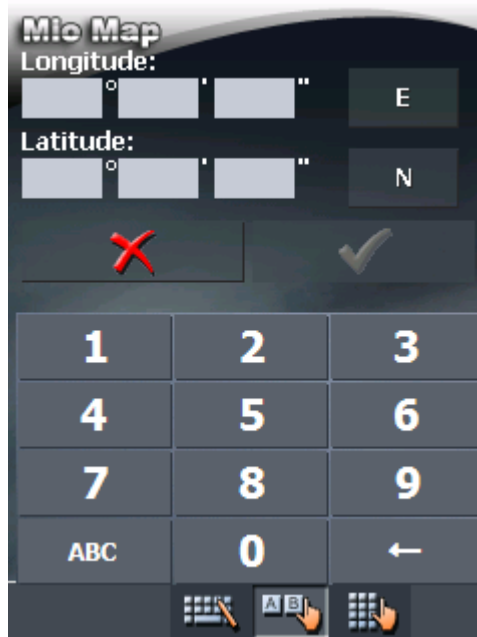 Mio Map
Longitude:
° ' " E
Latitude:
° ' " N
1 2 3
4 5 6
7 8 9
ABC 0 ←
A B